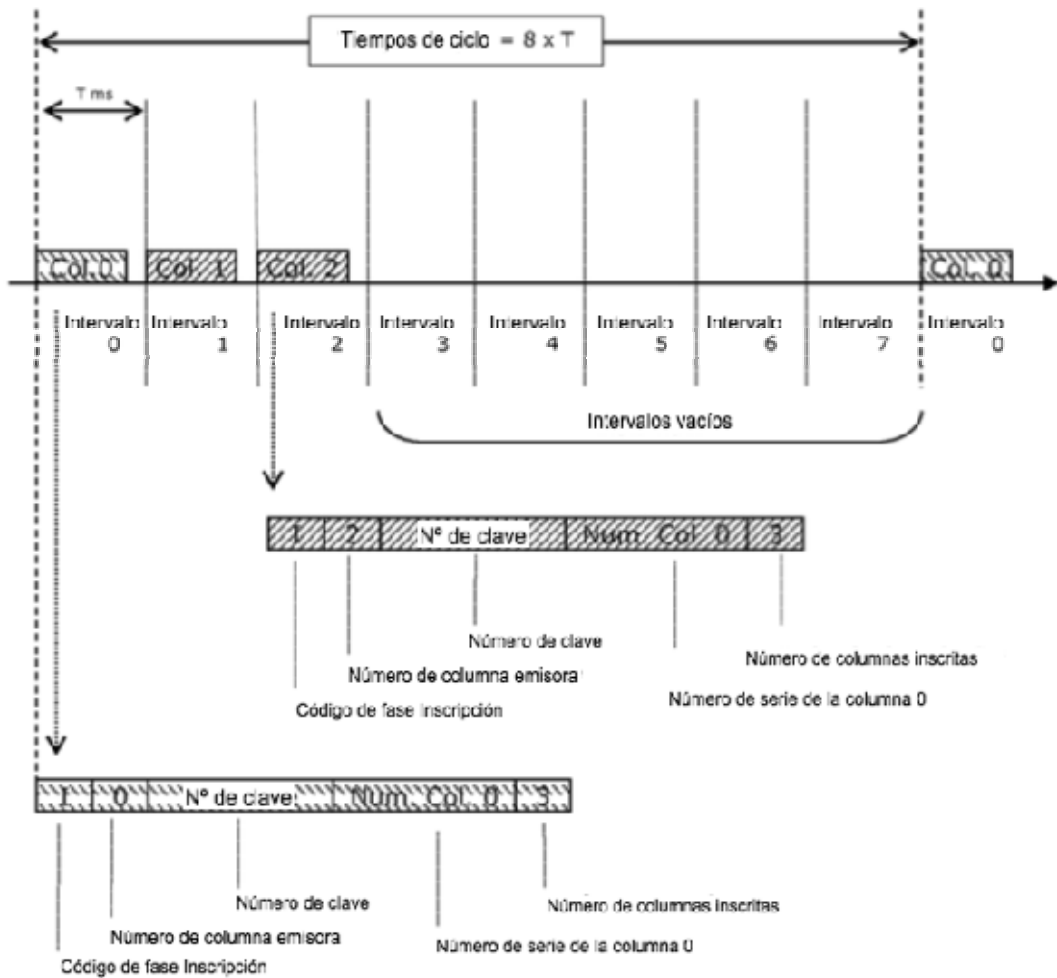 Tiempos de ciclo = 8 x T
T ms
Col.0
Col. 1
Col. 2
Col. 0
Intervalo
0
Intervalo
1
Intervalo
2
Intervalo
3
Intervalo
4
Intervalo
5
Intervalo
6
Intervalo
7
Intervalo
0
Intervalos vacíos
1 2 Nº de clave Num. Col 0 3
Número de clave
Número de columnas inscritas
Número de columna emisora
Número de serie de la columna 0
Código de fase Inscripción
1 0 Nº de clave Num. Col. 0 3
Número de clave
Número de columnas inscritas
Número de columna emisora
Número de serie de la columna 0
Código de fase Inscripción